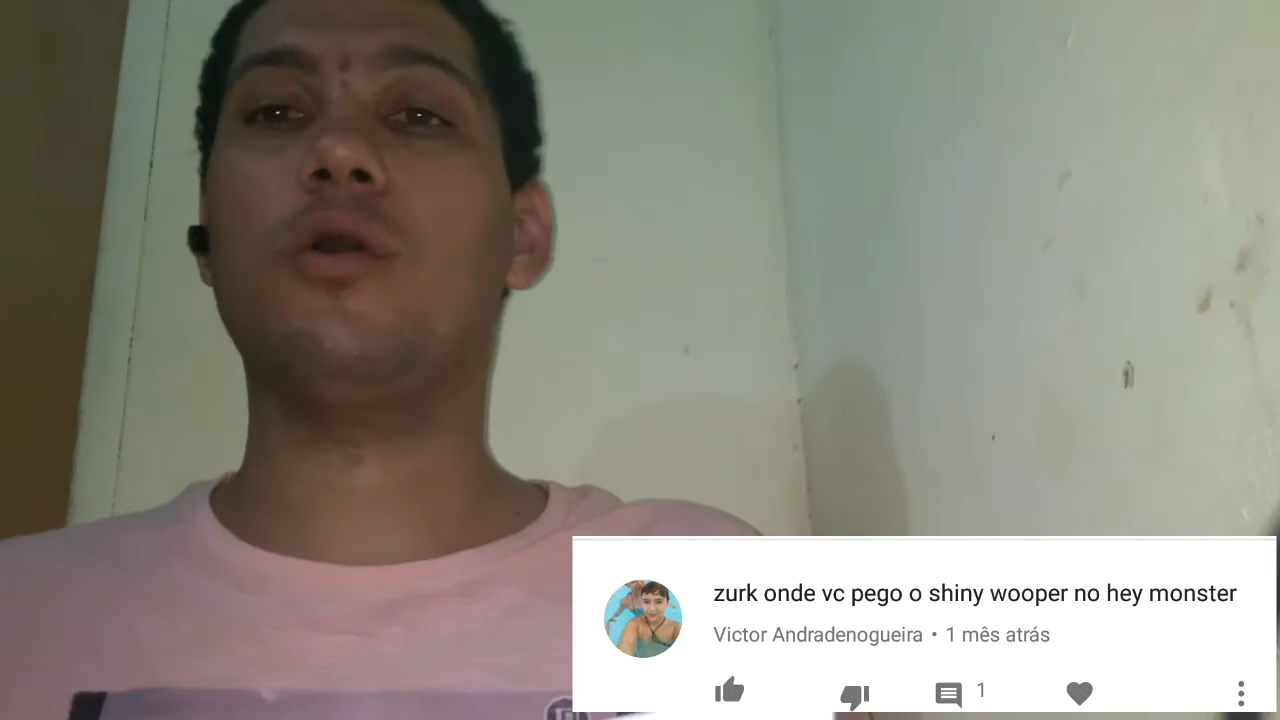 zurk onde vc pego o shiny wooper no hey monster
Victor Andradenogueira • 1 mês atrás
1